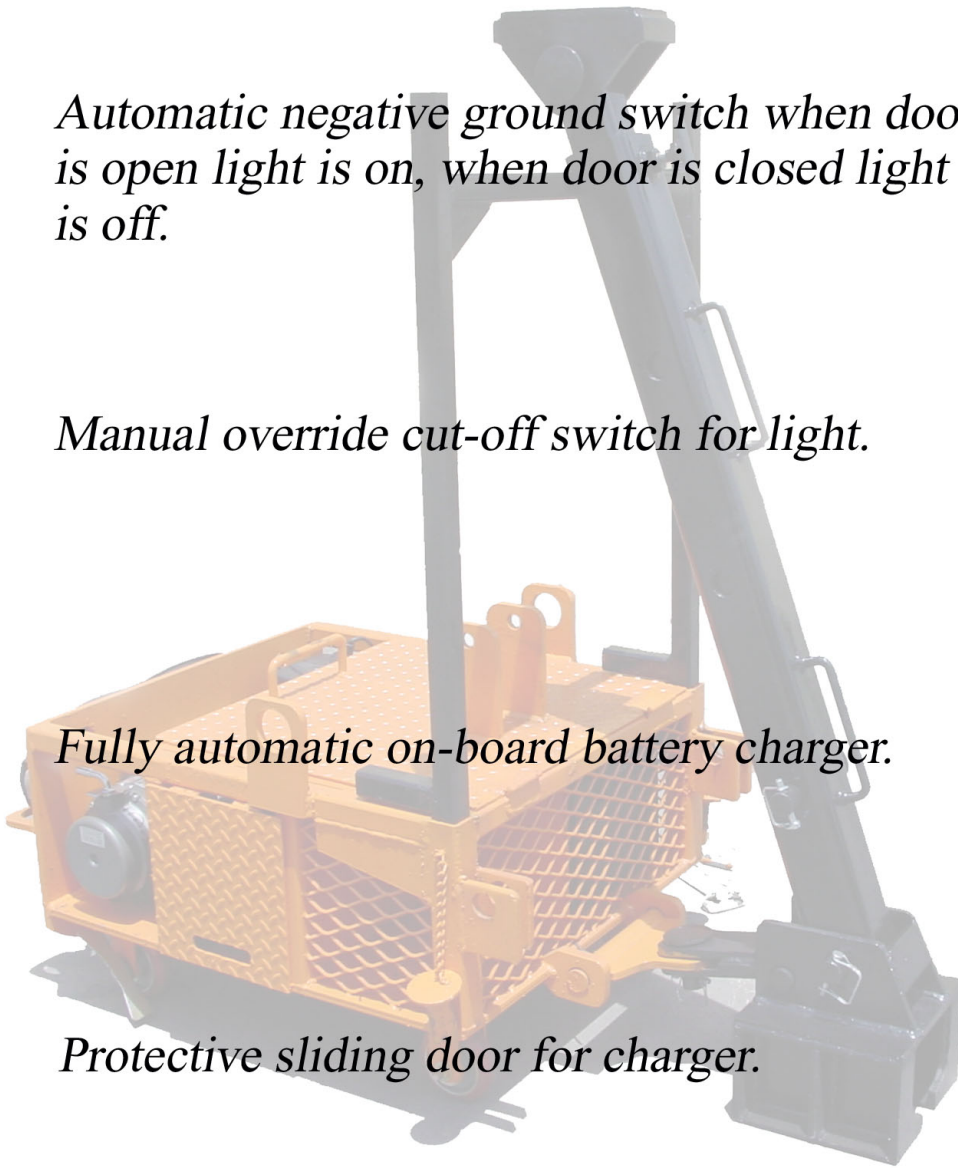 Automatic negative ground switch when doo
is open light is on, when door is closed light
is off.
Manual override cut-off switch for light.
Fully automatic on-board battery charger.
Protective sliding door for charger.